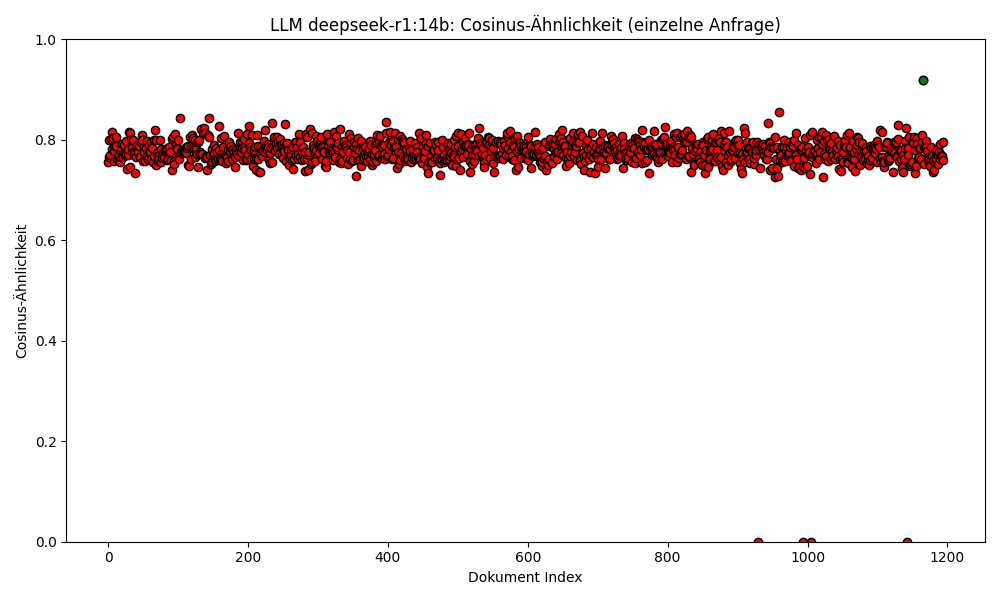 LLM deepseek-r1:14b: Cosinus-Ähnlichkeit (einzelne Anfrage)
1.0
0.8
0.6
0.4
0.2
0.0
Cosinus-Ähnlichkeit
0 200 400 600 800 1000 1200
Dokument Index